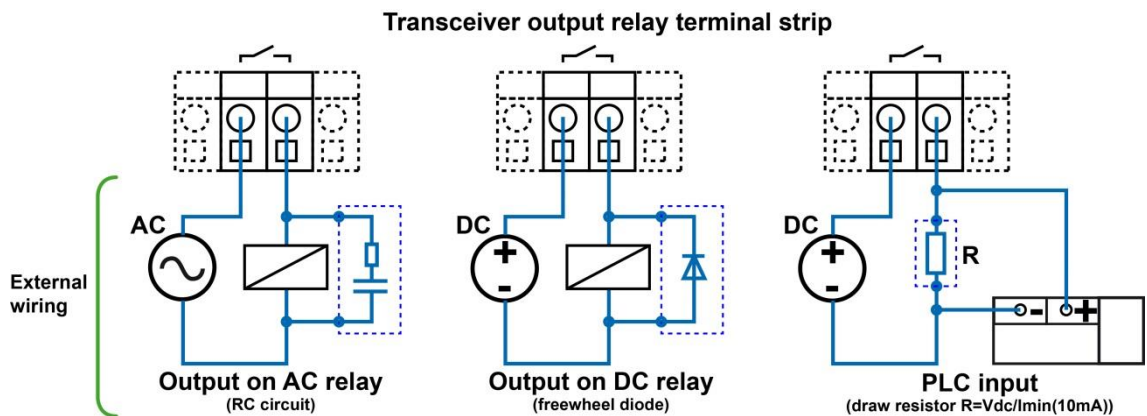 Transceiver output relay terminal strip
AC
DC
+
-
DC
+
-
R
- +
External
wiring
Output on AC relay
(RC circuit)
Output on DC relay
(freewheel diode)
PLC input
(draw resistor R=Vdc/Imin(10mA))